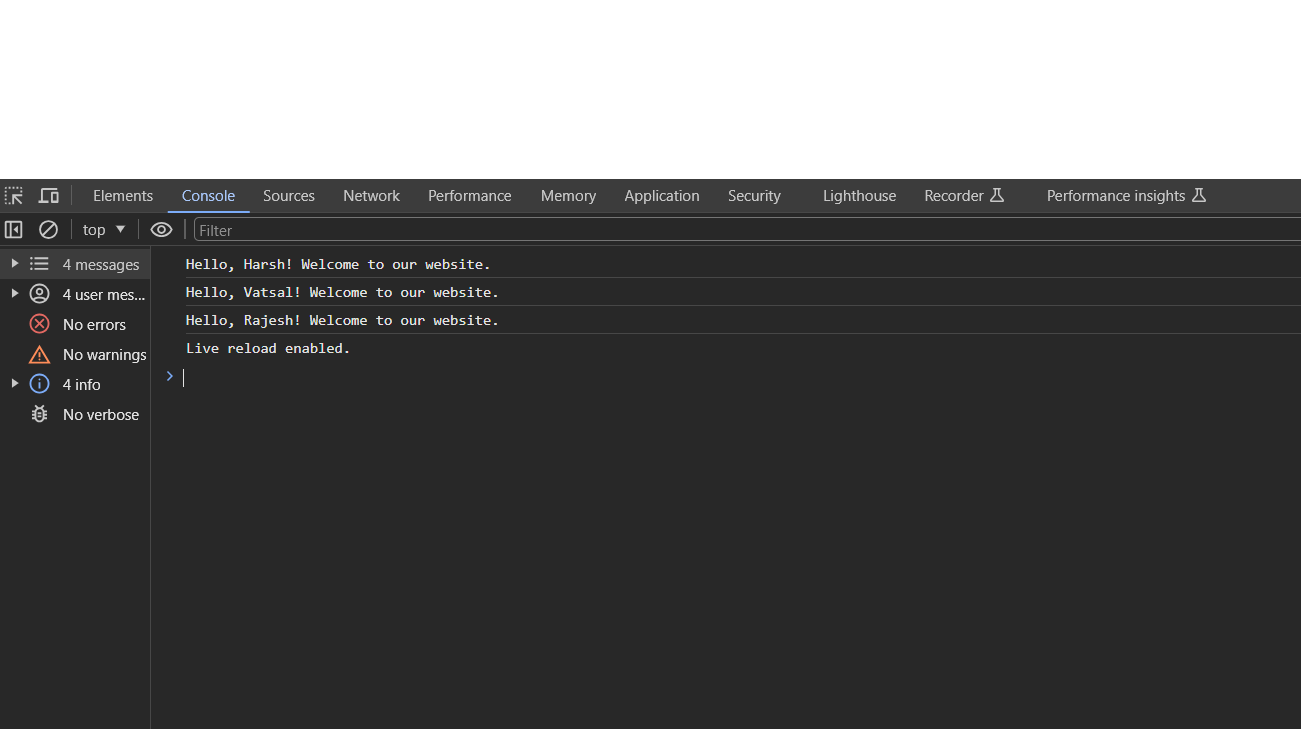 Elements Console Sources Network Performance Memory Application Security Lighthouse Recorder Performance insights
top Filter
4 messages
4 user mes...
No errors
No warnings
4 info
No verbose
Hello, Harsh! Welcome to our website.
Hello, Vatsal! Welcome to our website.
Hello, Rajesh! Welcome to our website.
Live reload enabled.